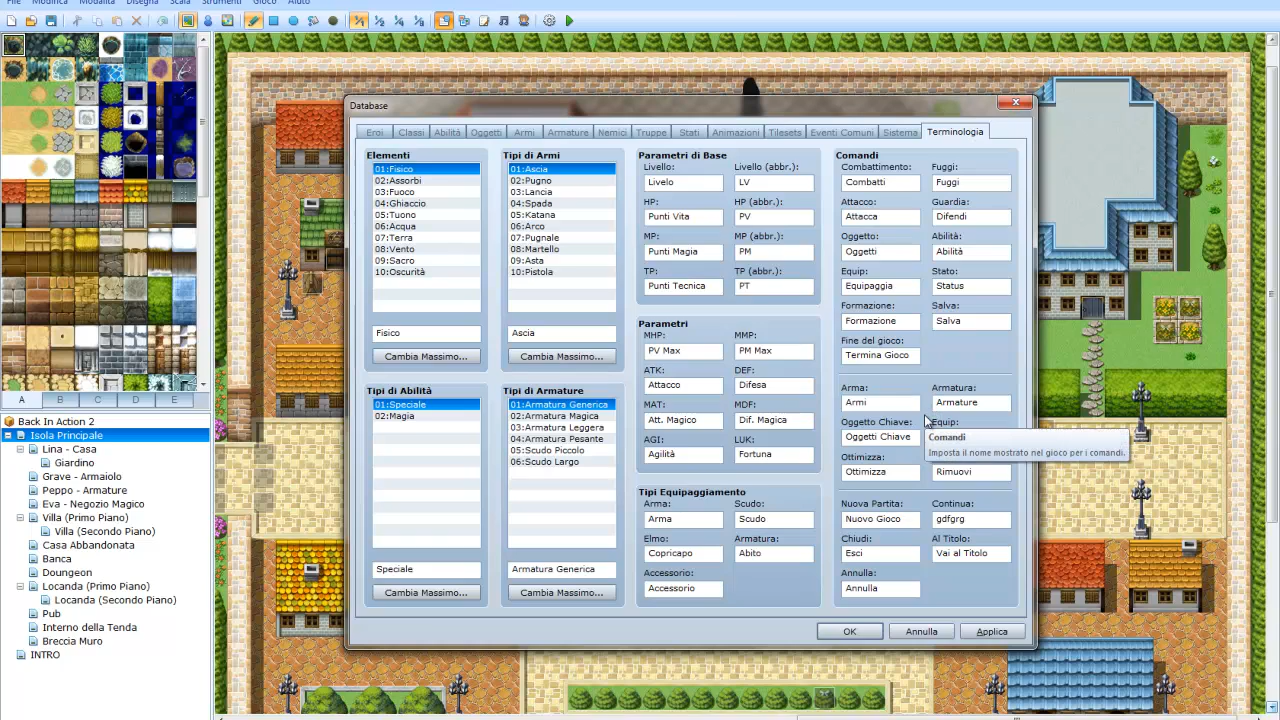 File Modifica Modalità Disegna Scala Strumenti Gioco Aiuto
Database
Eroi Classi Abilità Oggetti Armi Armature Nemici Truppe Stati Animazioni Tilesets Eventi Comuni Sistema Terminologia
Elementi
01:Fisico
02:Assorbi
03:Fuoco
04:Ghiaccio
05:Tuono
06:Acqua
07:Terra
08:Vento
09:Sacro
10:Oscurità
Fisico
Cambia Massimo...
Tipi di Armi
01:Ascia
02:Pugno
03:Lancia
04:Spada
05:Katana
06:Arco
07:Pugnale
08:Martello
09:Asta
10:Pistola
Ascia
Cambia Massimo...
Tipi di Abilità
01:Speciale
02:Magia
Speciale
Cambia Massimo...
Tipi di Armature
01:Armatura Generica
02:Armatura Magica
03:Armatura Leggera
04:Armatura Pesante
05:Scudo Piccolo
06:Scudo Largo
Armatura Generica
Cambia Massimo...
Parametri di Base
Livello: Livello (abbr.):
Livelo LV
HP: HP (abbr.):
Punti Vita PV
MP: MP (abbr.):
Punti Magia PM
TP: TP (abbr.):
Punti Tecnica PT
Parametri
MHP: MMP:
PV Max PM Max
ATK: DEF:
Attacco Difesa
MAT: MDF:
Att. Magico Dif. Magica
AGI: LUK:
Agilità Fortuna
Tipi Equipaggiamento
Arma: Scudo:
Arma Scudo
Elmo: Armatura:
Copricapo Abito
Accessorio:
Accessorio
Comandi
Combattimento: Fuggi:
Combatti Fuggi
Attacco: Guardia:
Attacca Difendi
Oggetto: Abilità:
Oggetti Abilità
Equip: Stato:
Equipaggia Status
Formazione: Salva:
Formazione Salva
Fine del gioco:
Termina Gioco
Arma: Armatura:
Armi Armature
Oggetto Chiave: Equip:
Oggetti Chiave
Comandi
Imposta il nome mostrato nel gioco per i comandi.
Ottimizza:
Ottimizza Rimuovi
Nuova Partita: Continua:
Nuovo Gioco gdfgrg
Chiudi: Al Titolo:
Esci Vai al Titolo
Annulla:
Annulla
OK Annulla Applica
A B C D E
Back In Action 2
Isola Principale
Lina - Casa
Giardino
Grave - Armaiolo
Peppo - Armature
Eva - Negozio Magico
Villa (Primo Piano)
Villa (Secondo Piano)
Casa Abbandonata
Banca
Doungeon
Locanda (Primo Piano)
Locanda (Secondo Piano)
Pub
Interno della Tenda
Breccia Muro
INTRO